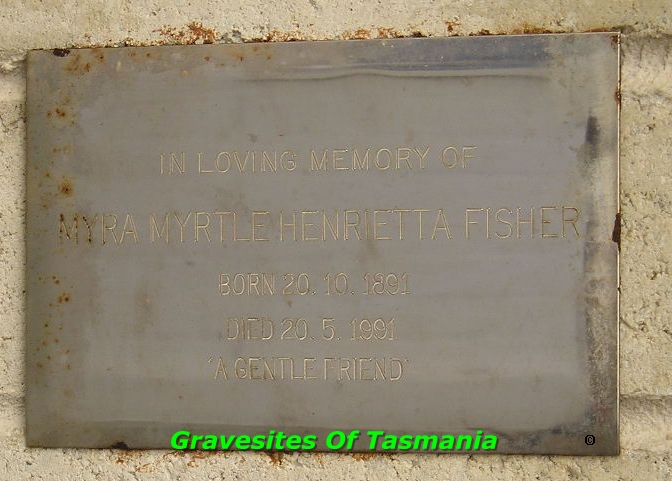 IN LOVING MEMORY OF
MYRA MYRTLE HENRIETTA FISHER
BORN 20. 10. 1891
DIED 20. 5. 1991
'A GENTLE FRIEND'
Gravesites Of Tasmania
©